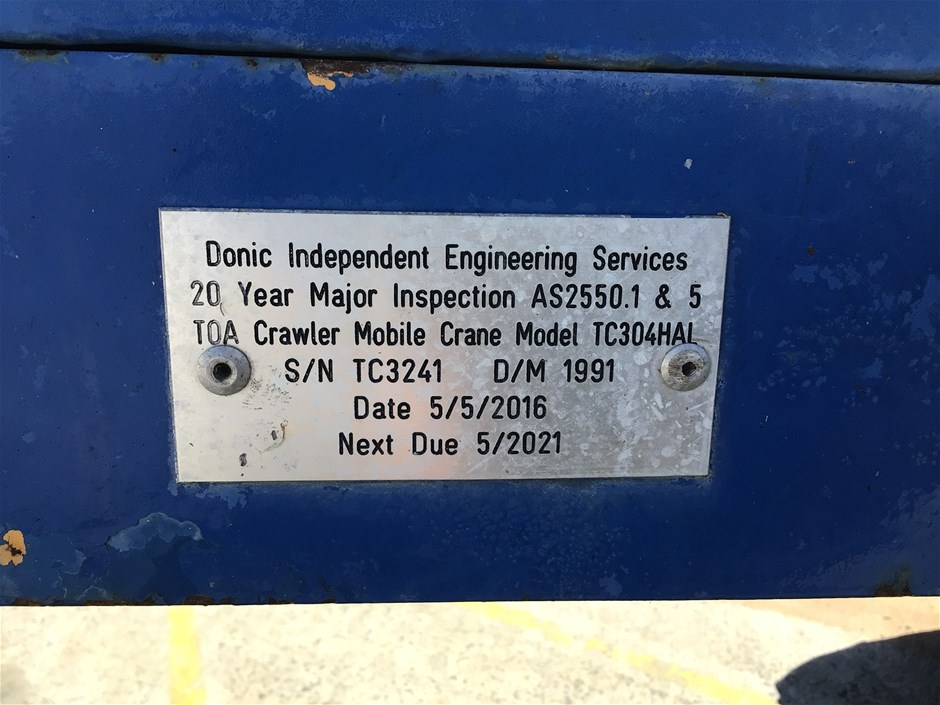 Donic Independent Engineering Services
20 Year Major Inspection AS2550.1 & 5
TOA Crawler Mobile Crane Model TC304HAL
S/N TC3241 D/M 1991
Date 5/5/2016
Next Due 5/2021